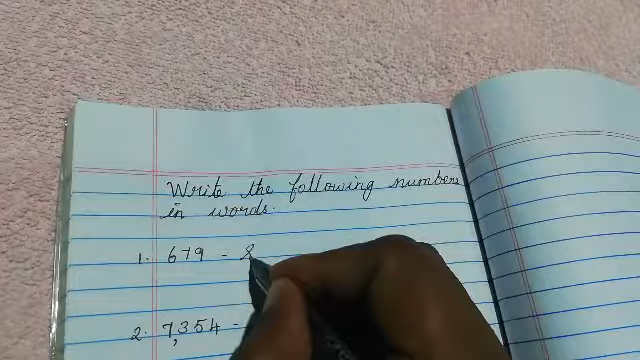 Write the following numbers
in words.
1. 679 - 
2. 7,354 -